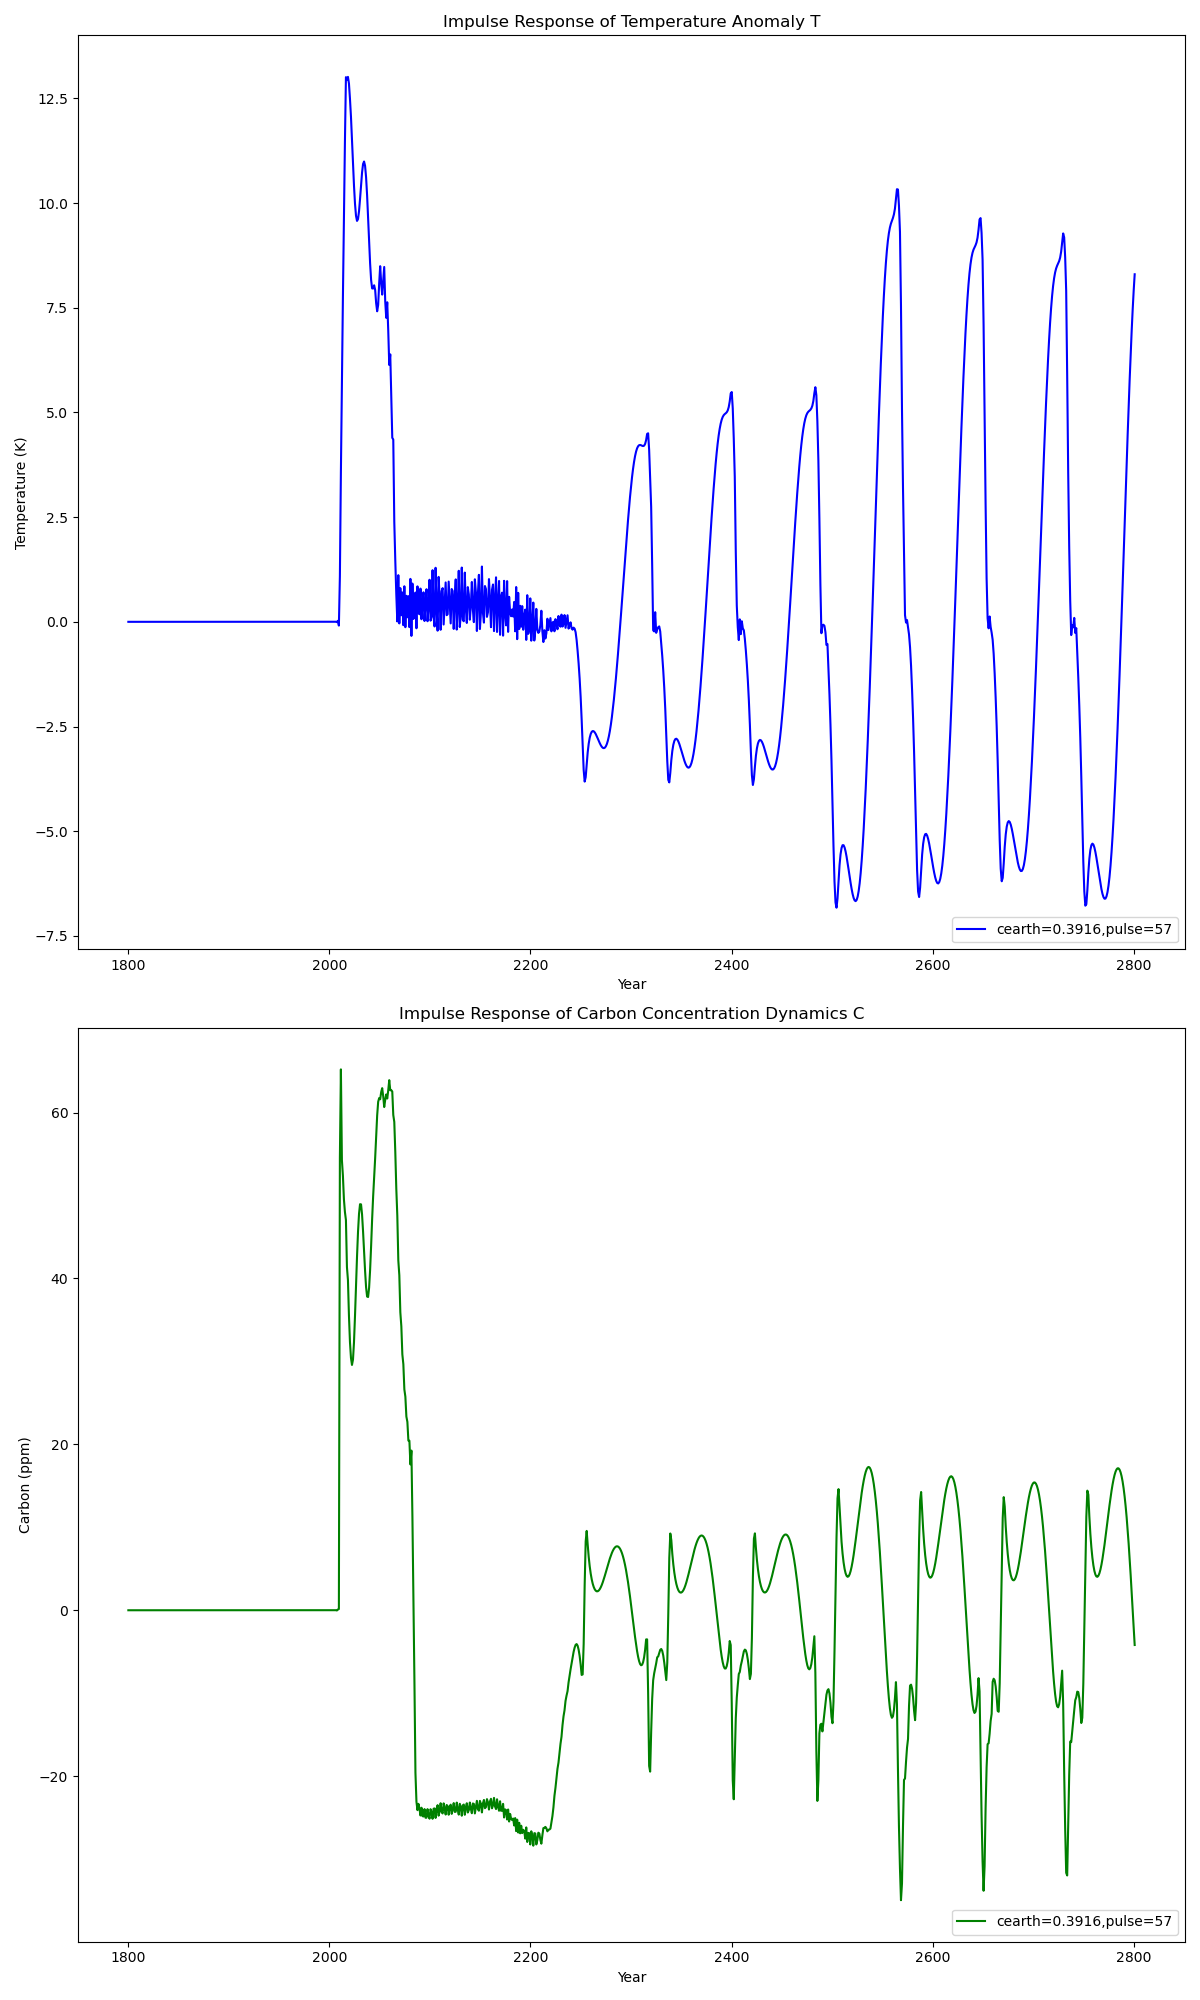 Impulse Response of Temperature Anomaly T
12.5
10.0
7.5
5.0
2.5
0.0
−2.5
−5.0
−7.5
Temperature (K)
cearth=0.3916,pulse=57
1800 2000 2200 2400 2600 2800
Year
Impulse Response of Carbon Concentration Dynamics C
60
40
20
0
−20
Carbon (ppm)
cearth=0.3916,pulse=57
1800 2000 2200 2400 2600 2800
Year